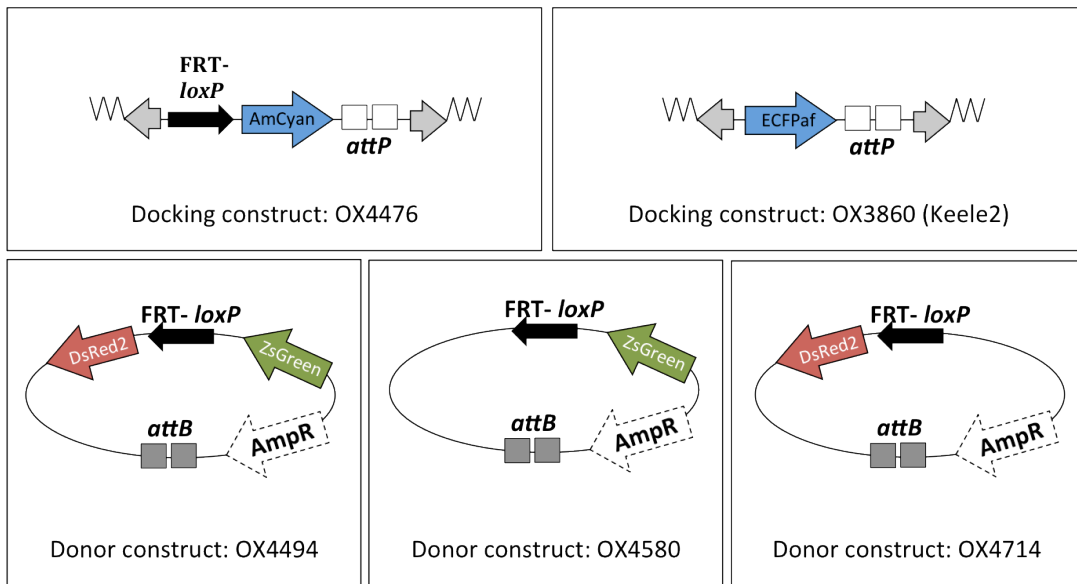 FRT-
loxP
AmCyan
attP
Docking construct: OX4476
ECFPaf
attP
Docking construct: OX3860 (Keele2)
FRT- loxP
DsRed2
ZsGreen
attB
AmpR
Donor construct: OX4494
FRT- loxP
ZsGreen
attB
AmpR
Donor construct: OX4580
FRT- loxP
DsRed2
attB
AmpR
Donor construct: OX4714